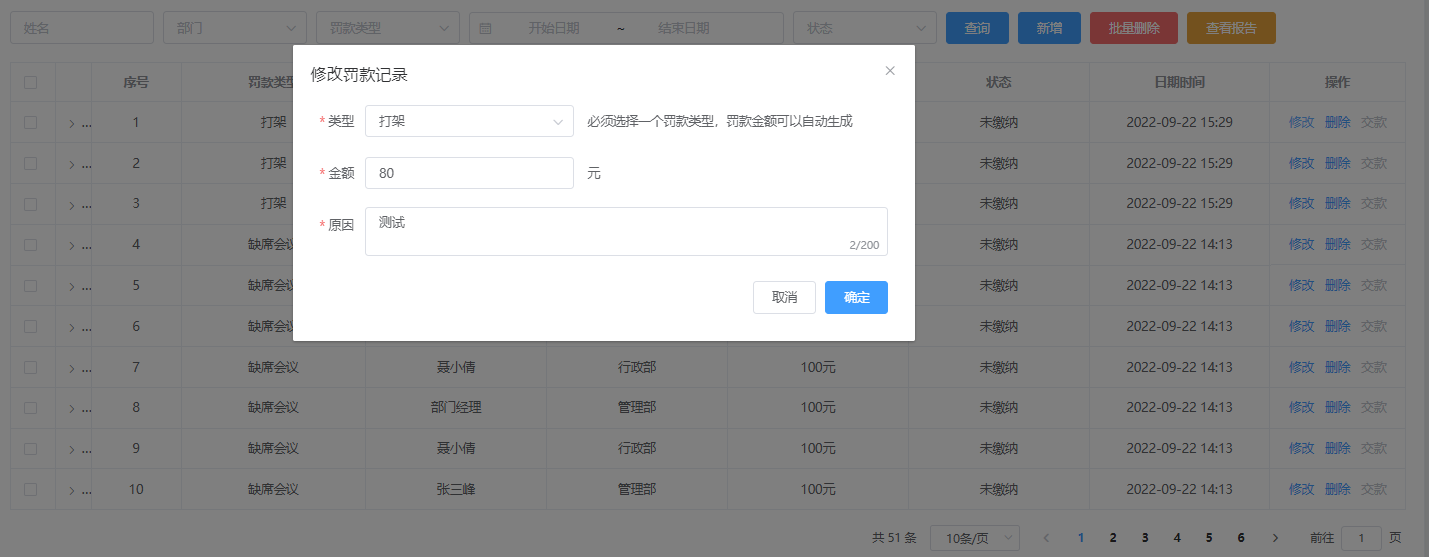 姓名 部门 罚款类型 开始日期 ~ 结束日期 状态 查询 新增 批量删除 查看报告
修改罚款记录
* 类型 打架 必须选择一个罚款类型，罚款金额可以自动生成
* 金额 80 元
* 原因 测试
2/200
取消 确定
序号 罚款类型 状态 日期时间 操作
... 1 打架 未缴纳 2022-09-22 15:29 修改 删除 交款
... 2 打架 未缴纳 2022-09-22 15:29 修改 删除 交款
... 3 打架 未缴纳 2022-09-22 15:29 修改 删除 交款
... 4 缺席会议 未缴纳 2022-09-22 14:13 修改 删除 交款
... 5 缺席会议 未缴纳 2022-09-22 14:13 修改 删除 交款
... 6 缺席会议 未缴纳 2022-09-22 14:13 修改 删除 交款
... 7 缺席会议 聂小倩 行政部 100元 未缴纳 2022-09-22 14:13 修改 删除 交款
... 8 缺席会议 部门经理 管理部 100元 未缴纳 2022-09-22 14:13 修改 删除 交款
... 9 缺席会议 聂小倩 行政部 100元 未缴纳 2022-09-22 14:13 修改 删除 交款
... 10 缺席会议 张三峰 管理部 100元 未缴纳 2022-09-22 14:13 修改 删除 交款
共 51 条 10条/页 1 2 3 4 5 6 前往 1 页